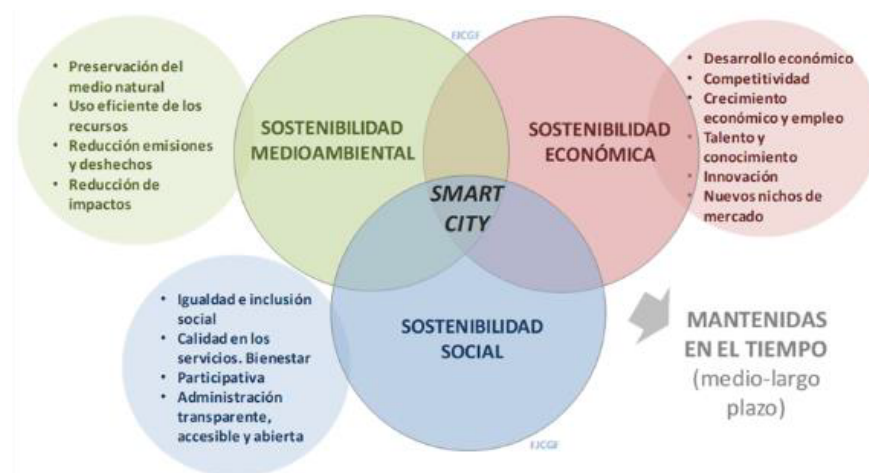 FJCGF
• Preservación del
medio natural
• Uso eficiente de los
recursos
• Reducción emisiones
y deshechos
• Reducción de
impactos
SOSTENIBILIDAD
MEDIOAMBIENTAL
SOSTENIBILIDAD
ECONÓMICA
• Desarrollo económico
• Competitividad
• Crecimiento
económico y empleo
• Talento y
conocimiento
• Innovación
• Nuevos nichos de
mercado
SMART
CITY
• Igualdad e inclusión
social
• Calidad en los
servicios. Bienestar
• Participativa
• Administración
transparente,
accesible y abierta
SOSTENIBILIDAD
SOCIAL
MANTENIDAS
EN EL TIEMPO
(medio-largo
plazo)
FJCGF